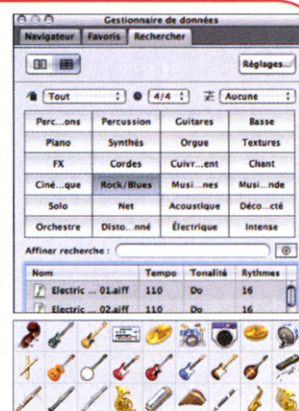 Gestionnaire de données
Navigateur Favoris Rechercher
Réglages...
Tout 4/4 Aucune
Perc...ons Percussion Guitares Basse
Piano Synthés Orgue Textures
FX Cordes Cuivr...ent Chant
Ciné...que Rock/Blues Musi...nes Musi...nde
Solo Net Acoustique Déco...cté
Orchestre Disto...nné Électrique Intense
Affiner recherche :
Nom Tempo Tonalité Rythmes
Electric ... 01.aiff 110 Do 16
Electric ... 02.aiff 110 Do 16